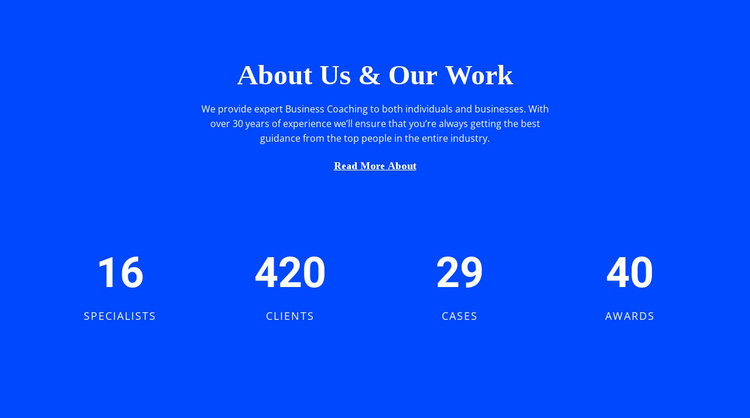 About Us & Our Work
We provide expert Business Coaching to both individuals and businesses. With
over 30 years of experience we'll ensure that you're always getting the best
guidance from the top people in the entire industry.
Read More About
16
420
29
40
SPECIALISTS
CLIENTS
CASES
AWARDS